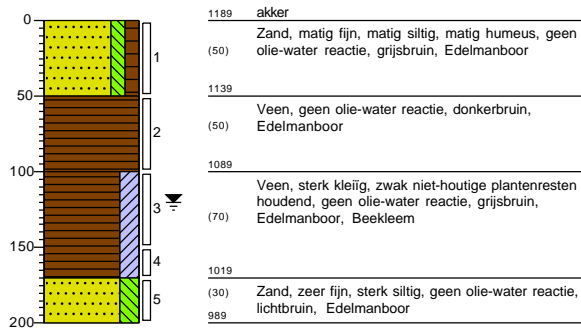 0
50
100
150
200
1
2
3
4
5
1189 akker
Zand, matig fijn, matig siltig, matig humeus, geen
(50) olie-water reactie, grijsbruin, Edelmanboor
1139
Veen, geen olie-water reactie, donkerbruin,
(50) Edelmanboor
1089
Veen, sterk kleiïg, zwak niet-houtige plantenresten
houdend, geen olie-water reactie, grijsbruin,
(70) Edelmanboor, Beekleem
1019
(30) Zand, zeer fijn, sterk siltig, geen olie-water reactie,
lichtbruin, Edelmanboor
989